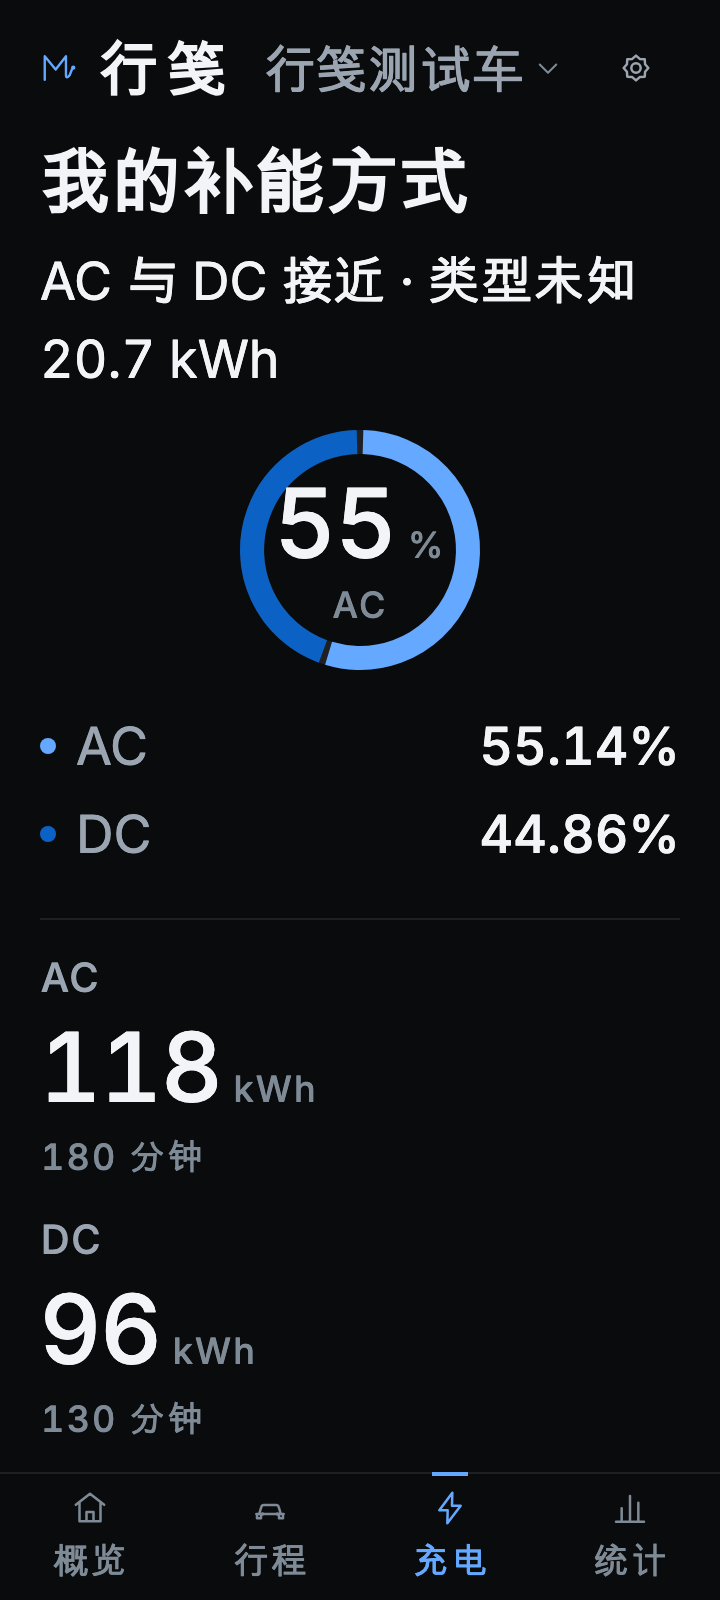 行笺 行笺测试车
我的补能方式
AC 与 DC 接近 · 类型未知
20.7 kWh
55 %
AC
AC 55.14%
DC 44.86%
AC
118 kWh
180 分钟
DC
96 kWh
130 分钟
概览 行程 充电 统计